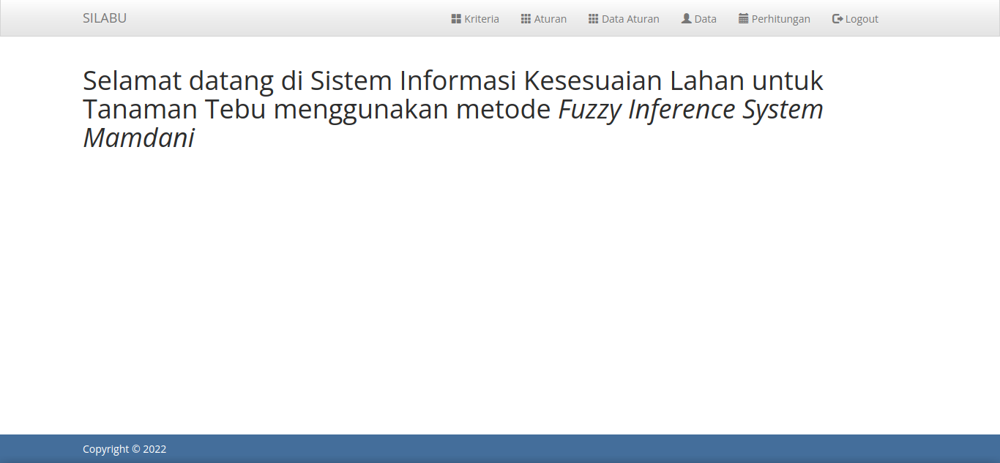 SILABU
Kriteria Aturan Data Aturan Data Perhitungan Logout
Selamat datang di Sistem Informasi Kesesuaian Lahan untuk
Tanaman Tebu menggunakan metode Fuzzy Inference System
Mamdani
Copyright © 2022